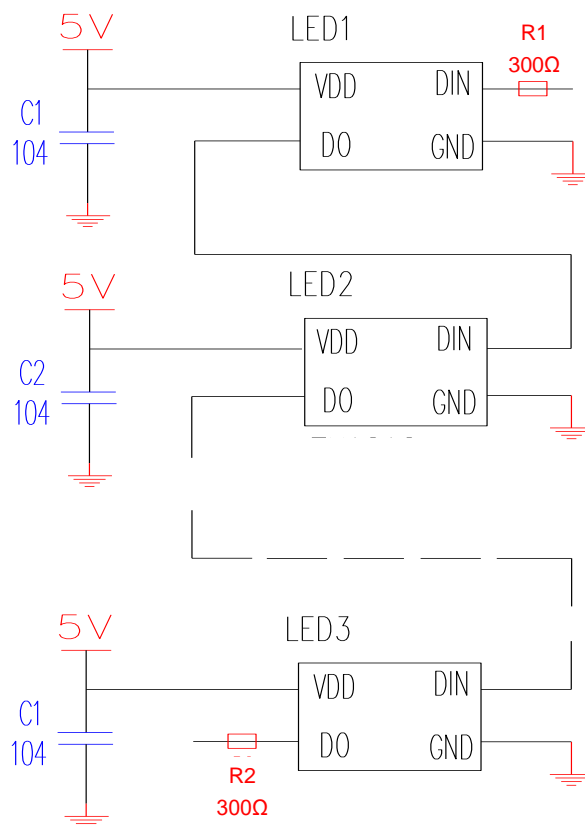 5V
LED1
R1
300Ω
VDD
DIN
C1
104
DO
GND
5V
LED2
VDD
DIN
C2
104
DO
GND
5V
LED3
VDD
DIN
C1
104
DO
GND
R2
300Ω